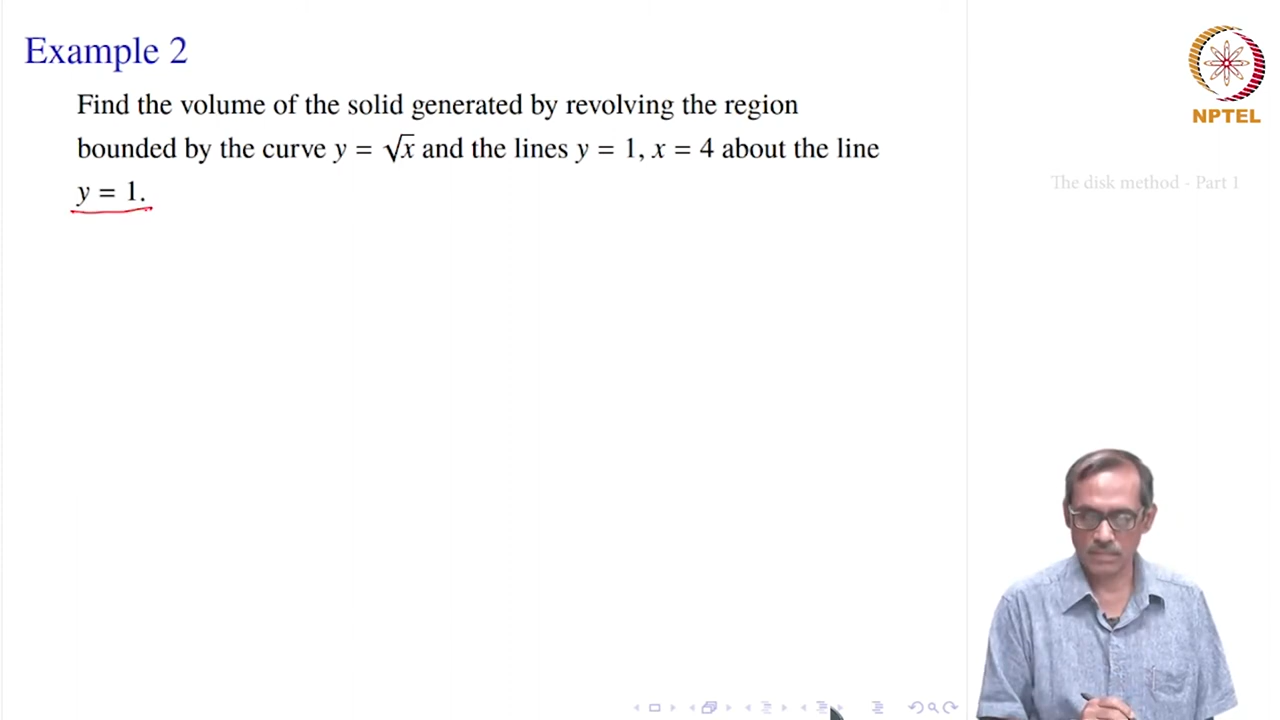 Example 2
Find the volume of the solid generated by revolving the region
bounded by the curve y = √x and the lines y = 1, x = 4 about the line
y = 1.
NPTEL
The disk method - Part 1